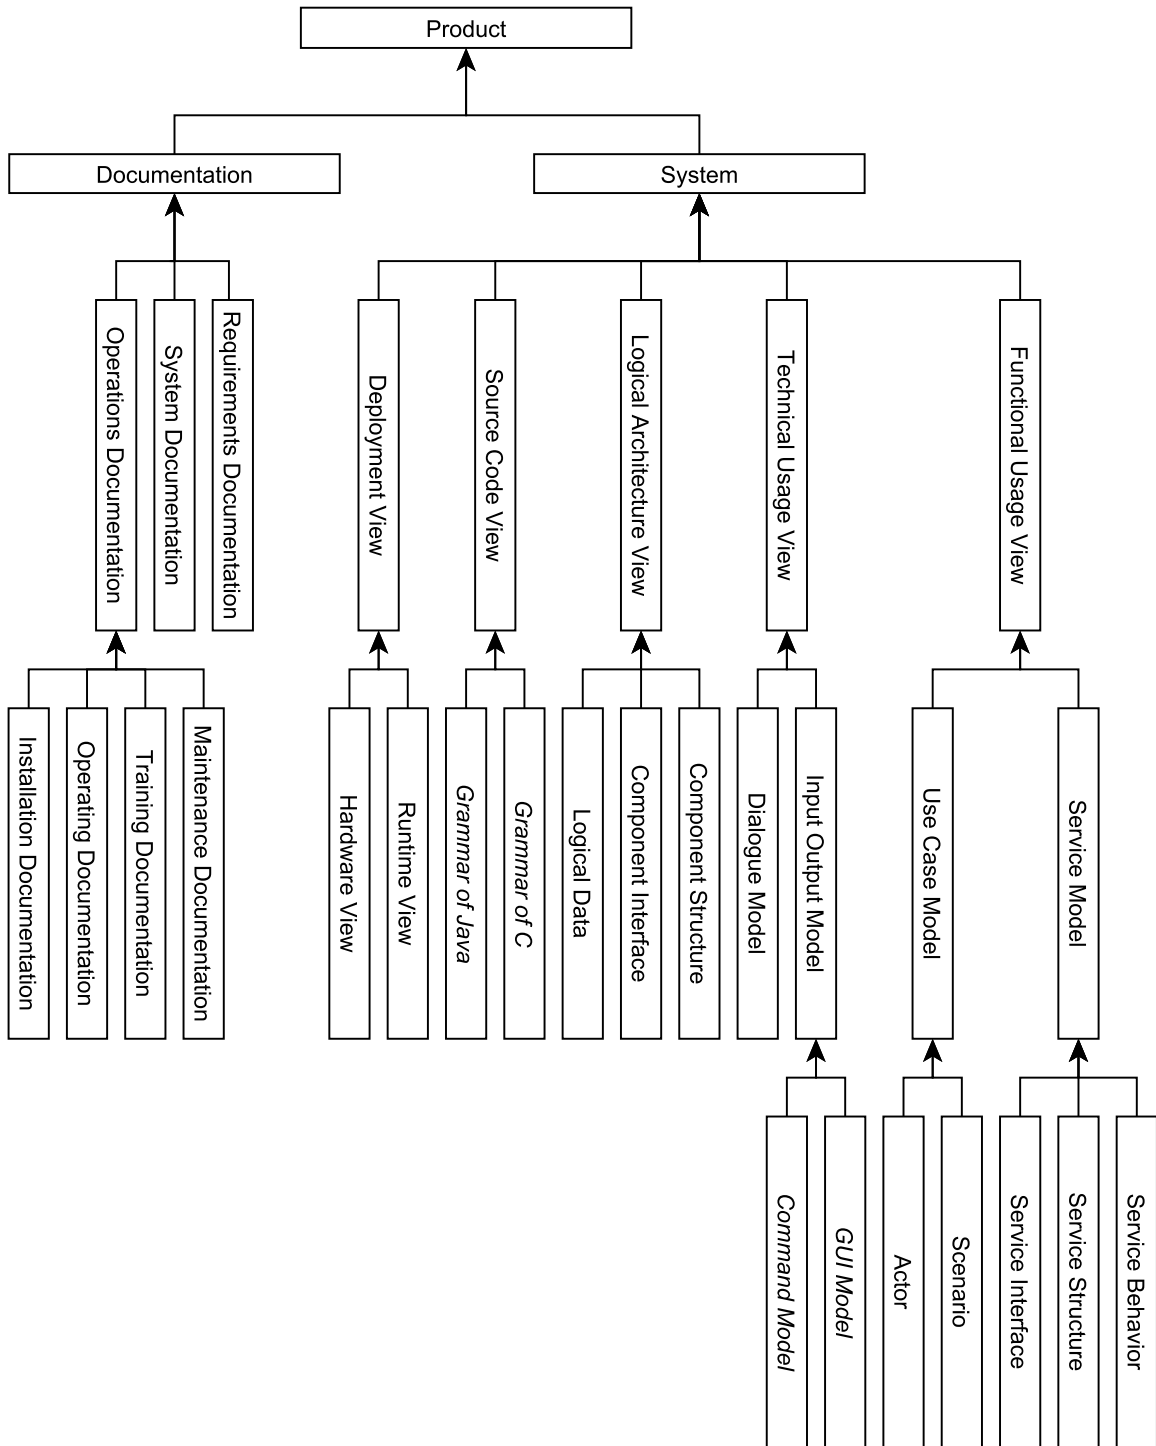 Product
Documentation
System
Operations Documentation
System Documentation
Requirements Documentation
Deployment View
Source Code View
Logical Architecture View
Technical Usage View
Functional Usage View
Installation Documentation
Operating Documentation
Training Documentation
Maintenance Documentation
Hardware View
Runtime View
Grammar of Java
Grammar of C
Logical Data
Component Interface
Component Structure
Dialogue Model
Input Output Model
Use Case Model
Service Model
Command Model
GUI Model
Actor
Scenario
Service Interface
Service Structure
Service Behavior